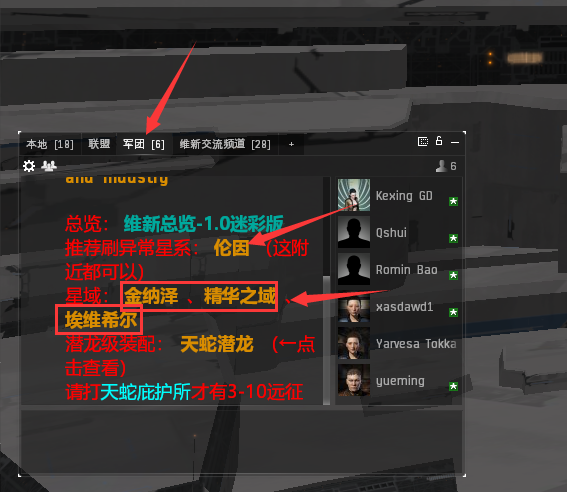 本地 [18] 联盟 军团 [6] 维新交流频道 [28] +
6
and industry
总览： 维新总览-1.0迷彩版
推荐刷异常星系： 伦因 （这附
近都可以）
星域： 金纳泽 、精华之域 、
埃维希尔
潜龙级装配： 天蛇潜龙 （←点
击查看）
请打天蛇庇护所才有3-10远征
Kexing GD
Qshui
Romin Bao
xasdawd1
Yarvesa Tokka
yueming